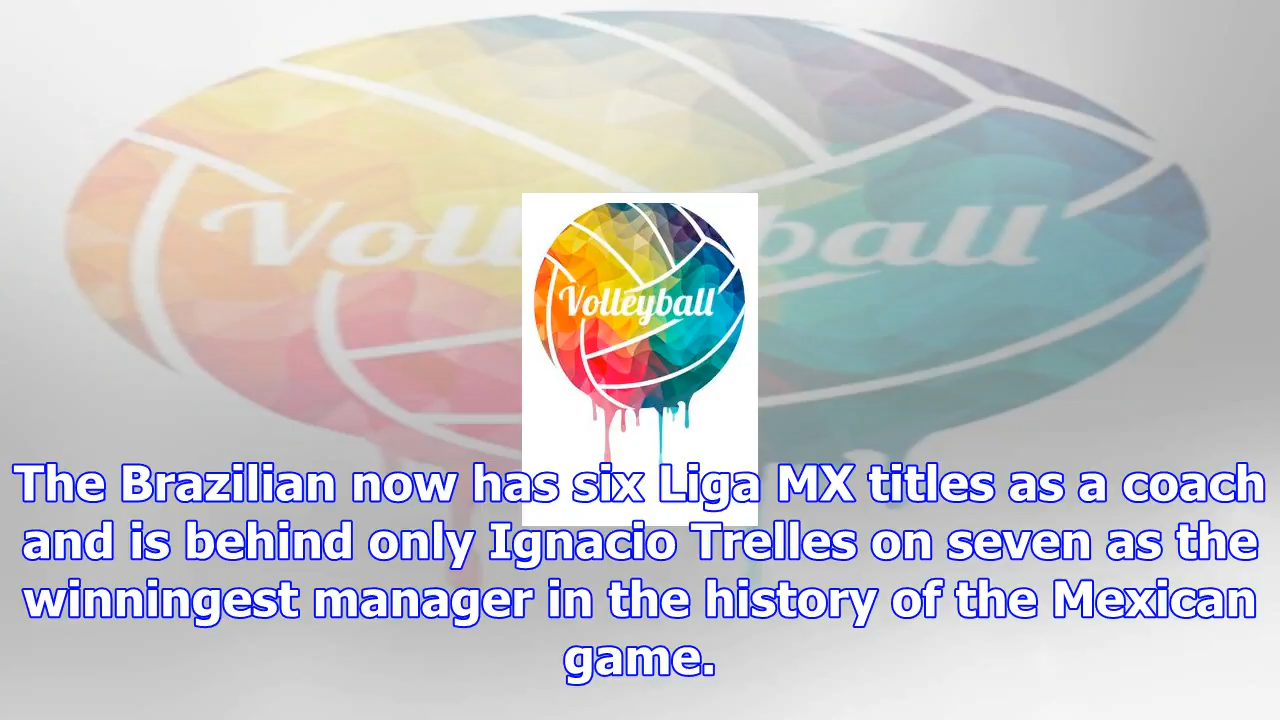 Volleyball
Volleyball
The Brazilian now has six Liga MX titles as a coach
and is behind only Ignacio Trelles on seven as the
winningest manager in the history of the Mexican
game.